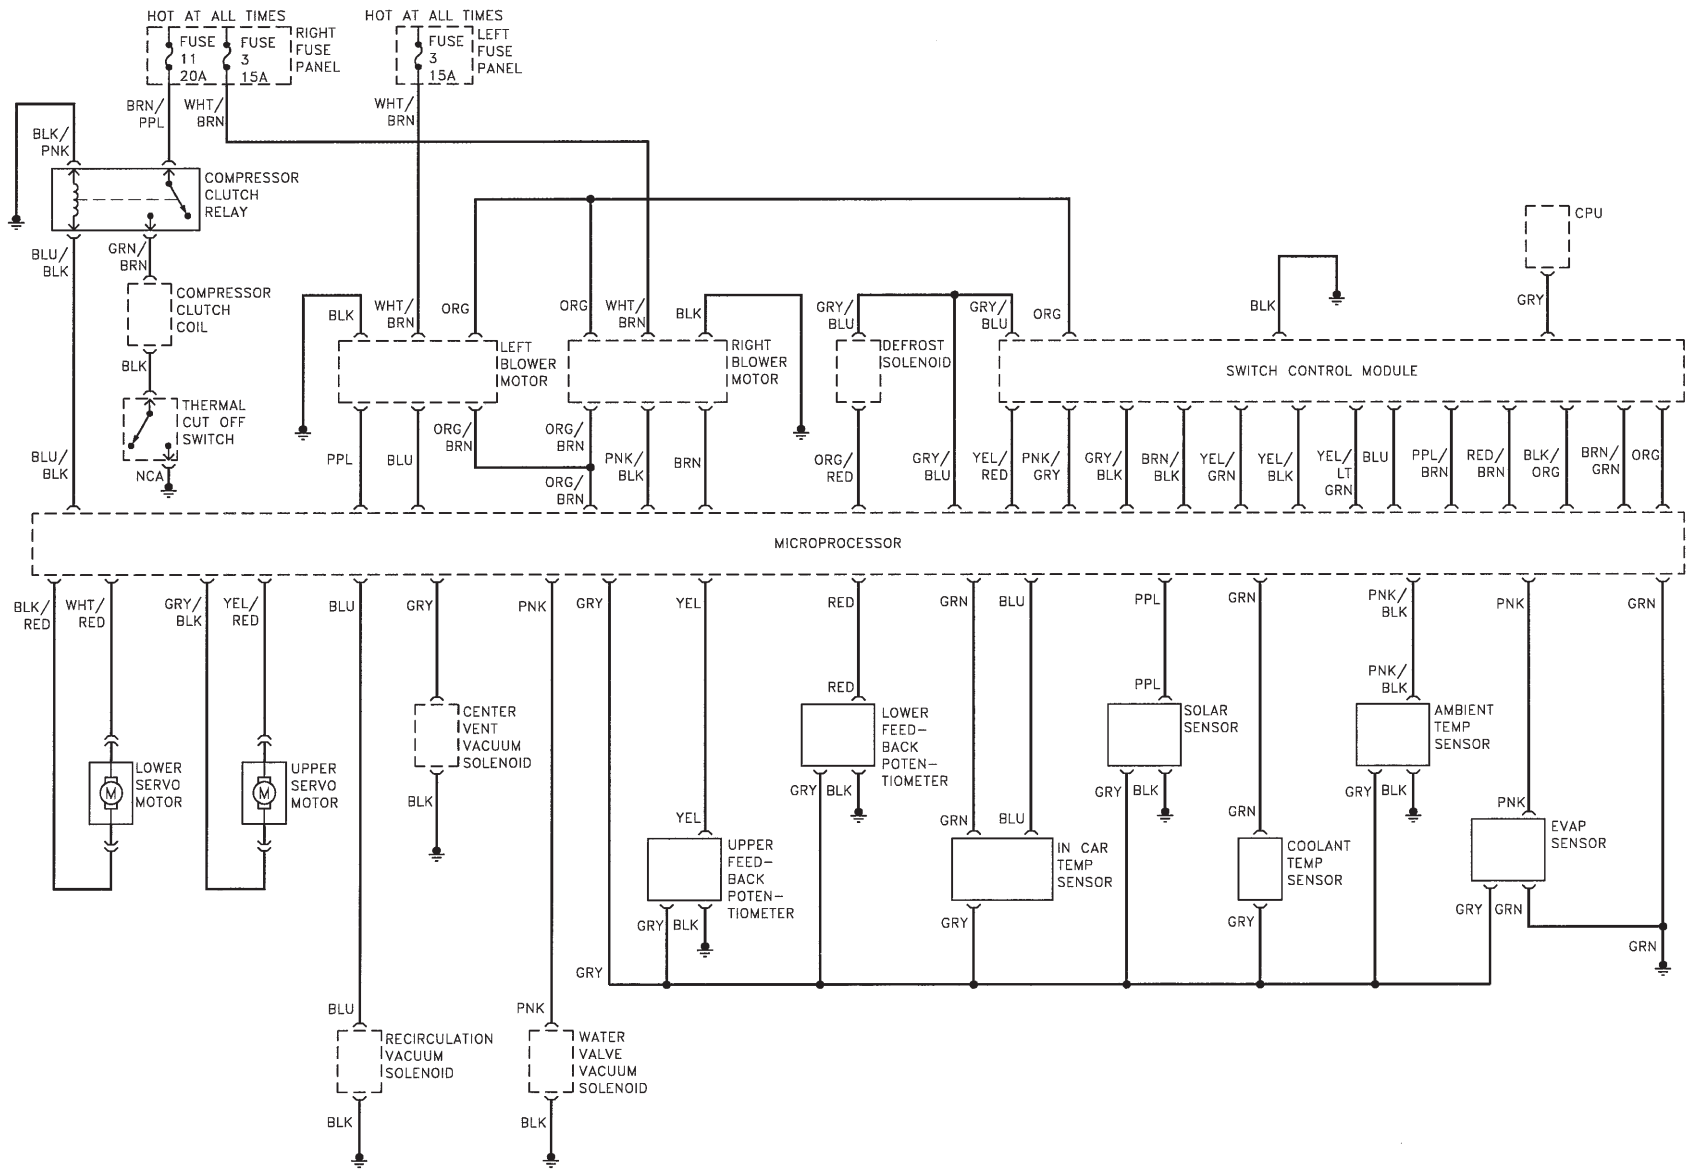 HOT AT ALL TIMES
FUSE
11
20A
FUSE
3
15A
RIGHT
FUSE
PANEL
HOT AT ALL TIMES
FUSE
3
15A
LEFT
FUSE
PANEL
BRN/
PPL
WHT/
BRN
WHT/
BRN
BLK/
PNK
COMPRESSOR
CLUTCH
RELAY
BLU/
BLK
GRN/
BRN
COMPRESSOR
CLUTCH
COIL
BLK
THERMAL
CUT OFF
SWITCH
NCA
BLU/
BLK
BLK
WHT/
BRN
ORG
LEFT
BLOWER
MOTOR
ORG
WHT/
BRN
BLK
RIGHT
BLOWER
MOTOR
GRY/
BLU
DEFROST
SOLENOID
GRY/
BLU
ORG
BLK
CPU
GRY
SWITCH CONTROL MODULE
PPL
BLU
ORG/
BRN
ORG/
BRN
ORG/
BRN
PNK/
BLK
BRN
ORG/
RED
GRY/
BLU
YEL/
RED
PNK/
GRY
GRY/
BLK
BRN/
BLK
YEL/
GRN
YEL/
BLK
YEL/
LT
GRN
BLU
PPL/
BRN
RED/
BRN
BLK/
ORG
BRN/
GRN
ORG
MICROPROCESSOR
BLK/
RED
WHT/
RED
GRY/
BLK
YEL/
RED
BLU
GRY
PNK
GRY
YEL
RED
GRN
BLU
PPL
GRN
PNK/
BLK
PNK
GRN
LOWER
SERVO
MOTOR
M
UPPER
SERVO
MOTOR
M
CENTER
VENT
VACUUM
SOLENOID
BLK
RED
LOWER
FEED-
BACK
POTEN-
TIOMETER
GRY
BLK
PPL
SOLAR
SENSOR
GRY
BLK
PNK/
BLK
AMBIENT
TEMP
SENSOR
GRY
BLK
YEL
UPPER
FEED-
BACK
POTEN-
TIOMETER
GRY
BLK
GRN
BLU
IN CAR
TEMP
SENSOR
GRY
GRN
COOLANT
TEMP
SENSOR
GRY
PNK
EVAP
SENSOR
GRY
GRN
GRN
GRY
BLU
RECIRCULATION
VACUUM
SOLENOID
BLK
PNK
WATER
VALVE
VACUUM
SOLENOID
BLK